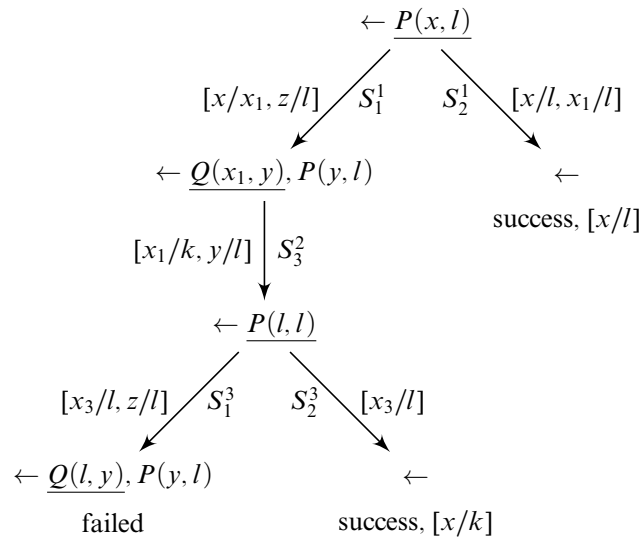 ← P(x, l)
[x/x₁, z/l] S₁¹ S₂¹ [x/l, x₁/l]
← Q(x₁, y), P(y, l) ←
success, [x/l]
[x₁/k, y/l] S₃²
← P(l, l)
[x₃/l, z/l] S₁³ S₂³ [x₃/l]
← Q(l, y), P(y, l) ←
failed success, [x/k]